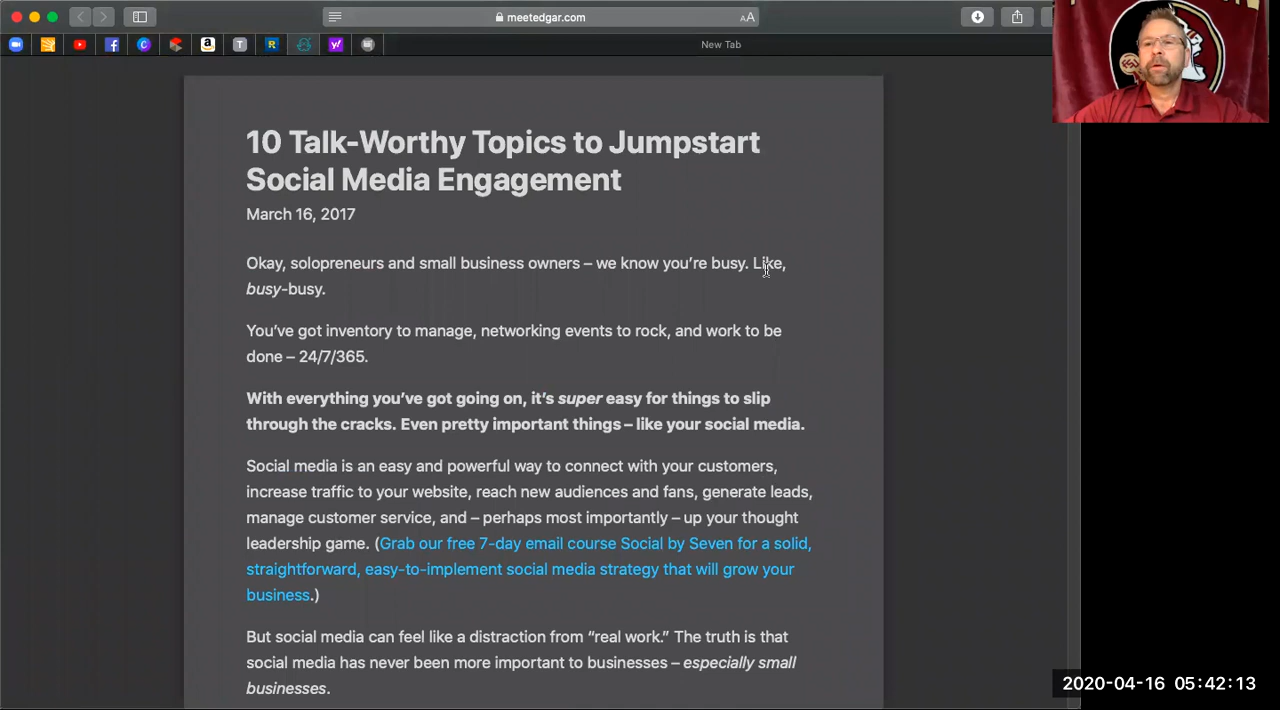 meetedgar.com
AA
New Tab
10 Talk-Worthy Topics to Jumpstart
Social Media Engagement
March 16, 2017
Okay, solopreneurs and small business owners – we know you’re busy. Like,
busy-busy.
You’ve got inventory to manage, networking events to rock, and work to be
done – 24/7/365.
With everything you’ve got going on, it’s super easy for things to slip
through the cracks. Even pretty important things – like your social media.
Social media is an easy and powerful way to connect with your customers,
increase traffic to your website, reach new audiences and fans, generate leads,
manage customer service, and – perhaps most importantly – up your thought
leadership game. (Grab our free 7-day email course Social by Seven for a solid,
straightforward, easy-to-implement social media strategy that will grow your
business.)
But social media can feel like a distraction from “real work.” The truth is that
social media has never been more important to businesses – especially small
businesses.
2020-04-16 05:42:13